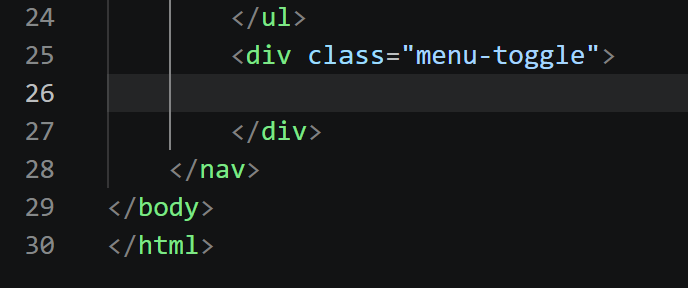 24 </ul>
25 <div class="menu-toggle">
26
27 </div>
28 </nav>
29 </body>
30 </html>